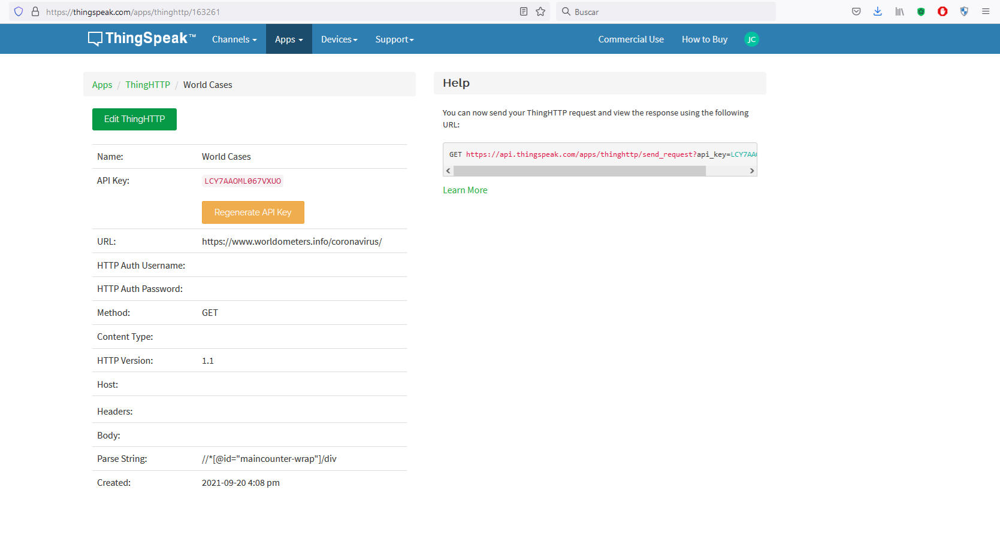 https://thingspeak.com/apps/thinghttp/163261
Buscar
ThingSpeak™
Channels
Apps
Devices
Support
Commercial Use
How to Buy
JC
Apps / ThingHTTP / World Cases
Edit ThingHTTP
Name: World Cases
API Key: LCY7AAOML067VXUO
Regenerate API Key
URL: https://www.worldometers.info/coronavirus/
HTTP Auth Username:
HTTP Auth Password:
Method: GET
Content Type:
HTTP Version: 1.1
Host:
Headers:
Body:
Parse String: //*[@id="maincounter-wrap"]/div
Created: 2021-09-20 4:08 pm
Help
You can now send your ThingHTTP request and view the response using the following
URL:
GET https://api.thingspeak.com/apps/thinghttp/send_request?api_key=LCY7AAO
Learn More